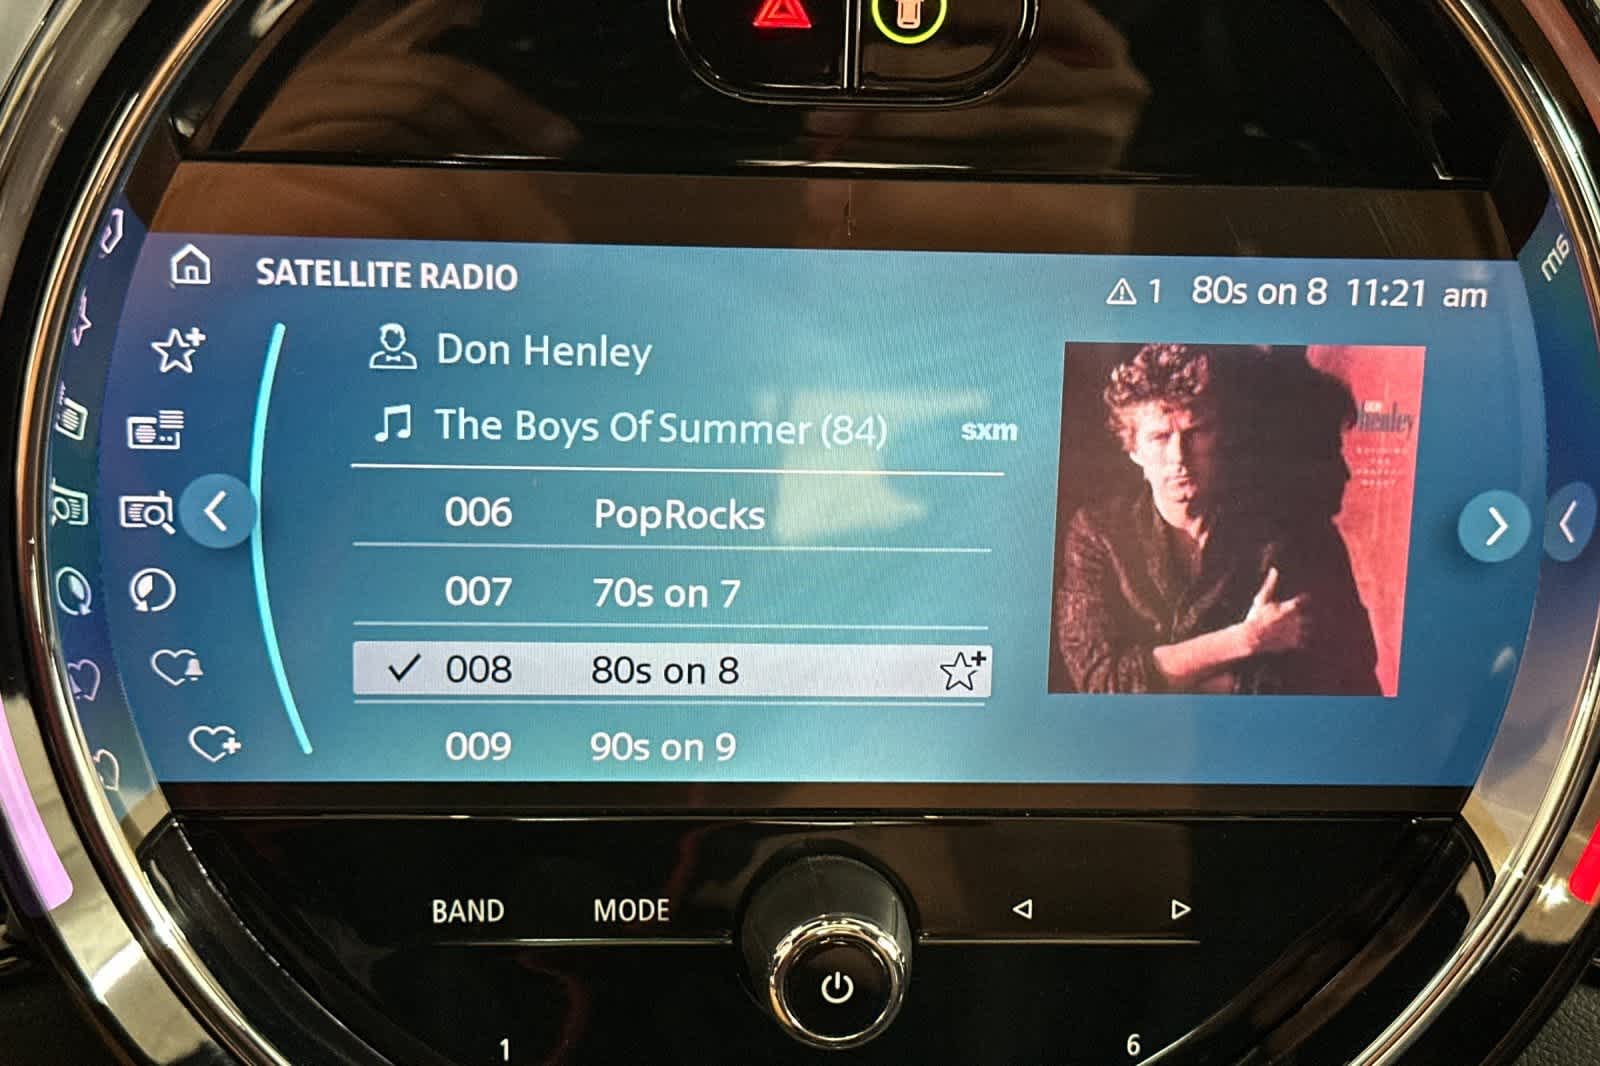 SATELLITE RADIO
1 80s on 8 11:21 am
Don Henley
The Boys Of Summer (84) sxm
006 PopRocks
007 70s on 7
008 80s on 8
009 90s on 9
Henley
BAND MODE
1 6